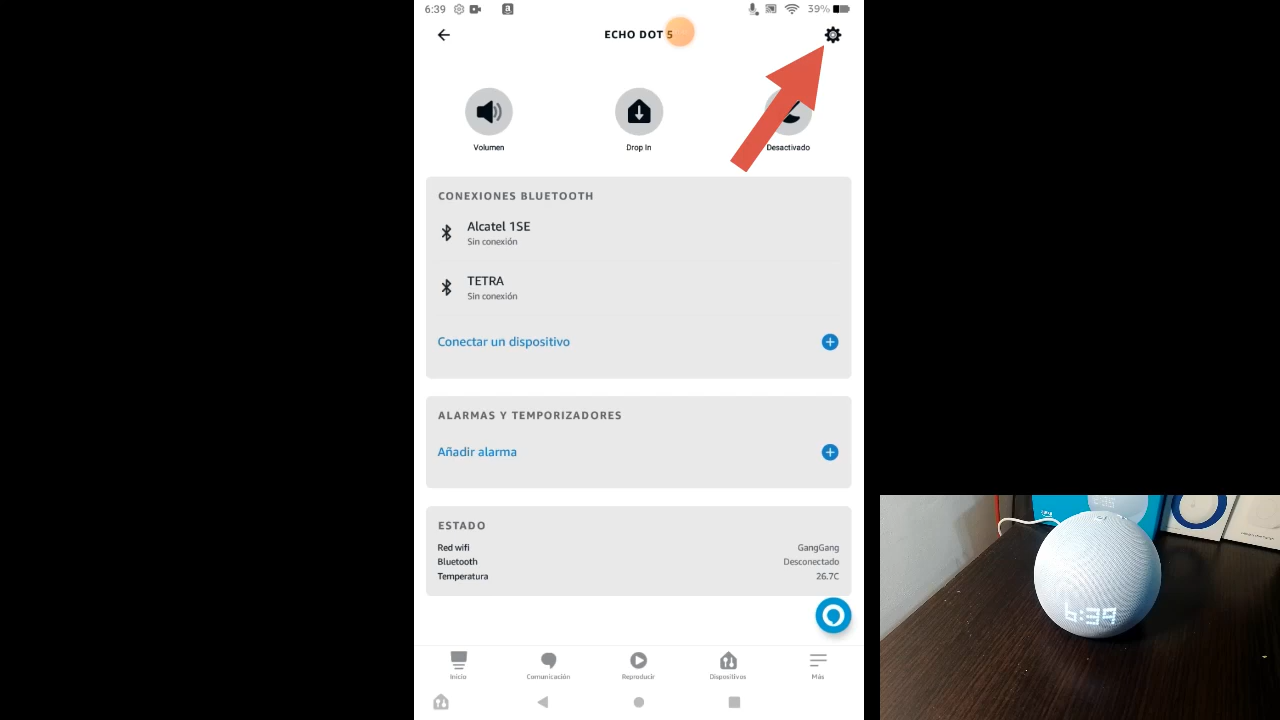 6:39
39%
ECHO DOT 5
Volumen
Drop In
Desactivado
CONEXIONES BLUETOOTH
Alcatel 1SE
Sin conexión
TETRA
Sin conexión
Conectar un dispositivo
ALARMAS Y TEMPORIZADORES
Añadir alarma
ESTADO
Red wifi GangGang
Bluetooth Desconectado
Temperatura 26.7C
Inicio
Comunicación
Reproducir
Dispositivos
Más
6:39